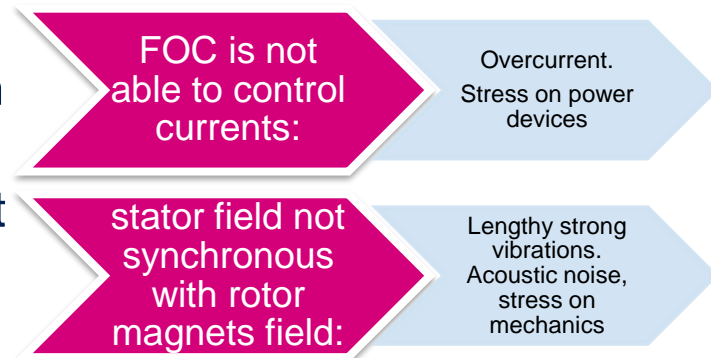 FOC is not
able to control
currents:
Overcurrent.
Stress on power
devices
stator field not
synchronous
with rotor
magnets field:
Lengthy strong
vibrations.
Acoustic noise,
stress on
mechanics